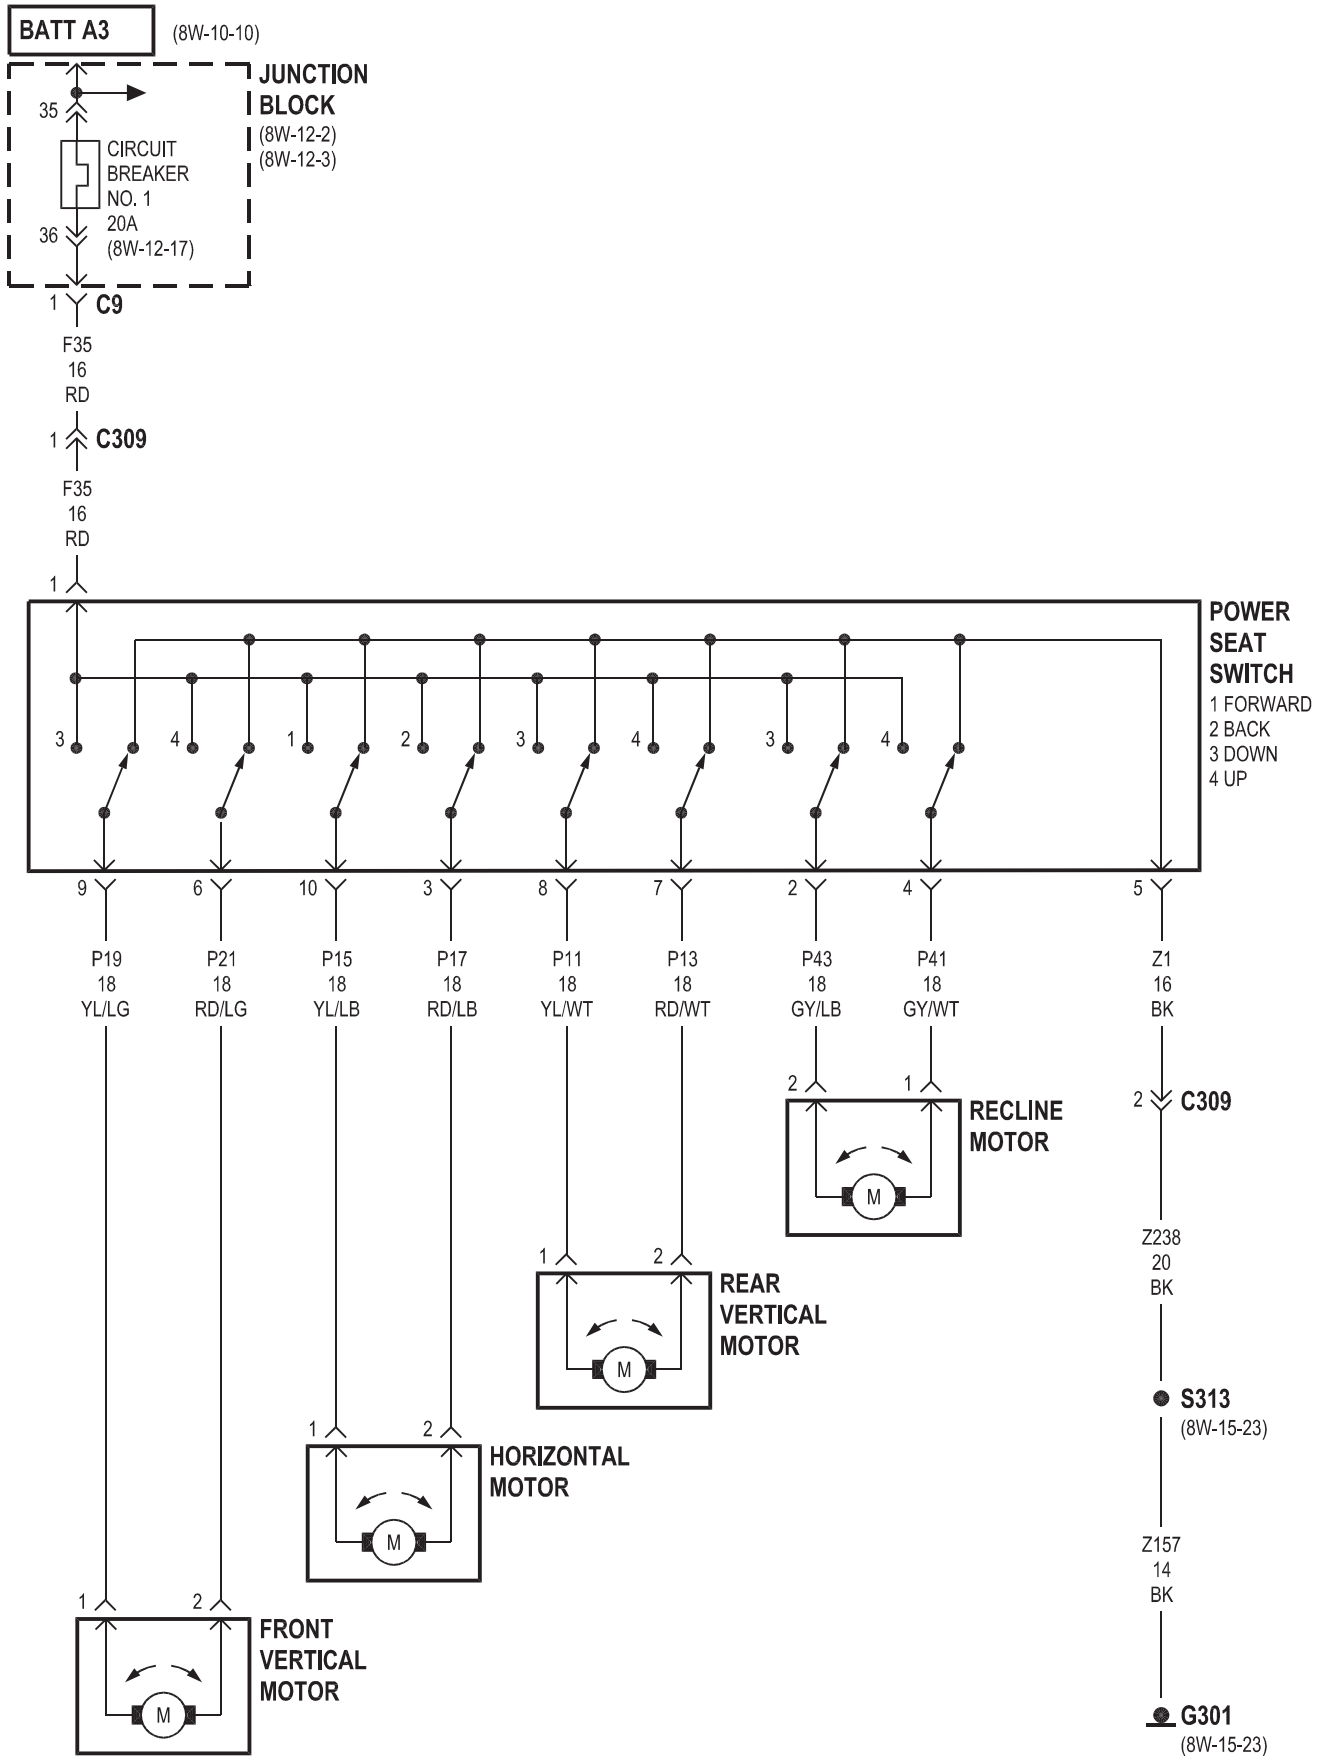 BATT A3 (8W-10-10)
JUNCTION
BLOCK
(8W-12-2)
(8W-12-3)
35
CIRCUIT
BREAKER
NO. 1
20A
(8W-12-17)
36
1 C9
F35
16
RD
1 C309
F35
16
RD
1
POWER
SEAT
SWITCH
1 FORWARD
2 BACK
3 DOWN
4 UP
3 4 1 2 3 4 3 4
9 6 10 3 8 7 2 4 5
P19 P21 P15 P17 P11 P13 P43 P41 Z1
18 18 18 18 18 18 18 18 16
YL/LG RD/LG YL/LB RD/LB YL/WT RD/WT GY/LB GY/WT BK
2 1
RECLINE
MOTOR
M
2 C309
Z238
20
BK
1 2
REAR
VERTICAL
MOTOR
M
S313
(8W-15-23)
1 2
HORIZONTAL
MOTOR
M
Z157
14
BK
1 2
FRONT
VERTICAL
MOTOR
M
G301
(8W-15-23)